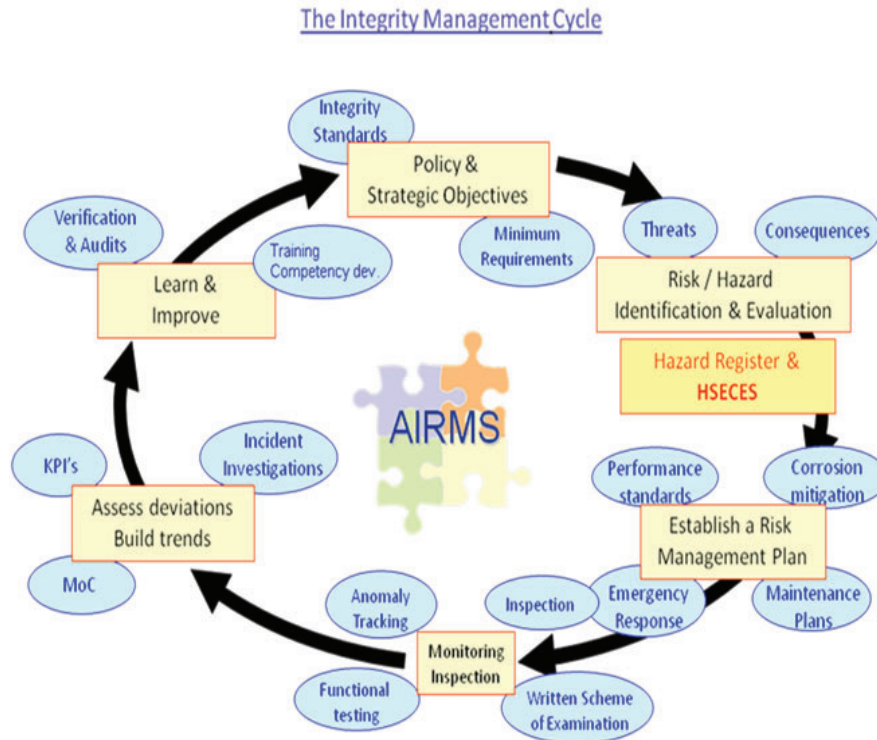 The Integrity Management Cycle
Integrity
Standards
Policy &
Strategic Objectives
Minimum
Requirements
Threats
Consequences
Risk / Hazard
Identification & Evaluation
Hazard Register &
HSECES
Performance
standards
Corrosion
mitigation
Establish a Risk
Management Plan
Emergency
Response
Maintenance
Plans
Inspection
Monitoring
Inspection
Written Scheme
of Examination
Functional
testing
Anomaly
Tracking
Assess deviations
Build trends
Incident
Investigations
KPI's
MoC
Learn &
Improve
Verification
& Audits
Training
Competency dev.
AIRMS